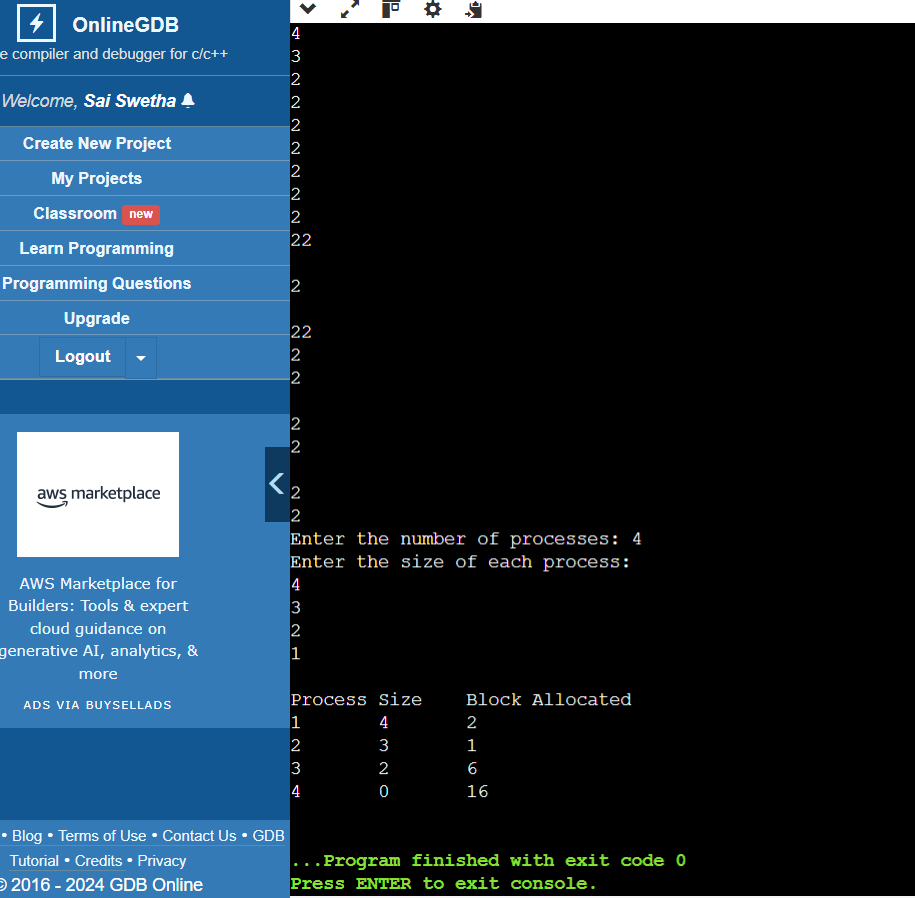 OnlineGDB
e compiler and debugger for c/c++
Welcome, Sai Swetha
Create New Project
My Projects
Classroom new
Learn Programming
Programming Questions
Upgrade
Logout
aws marketplace
AWS Marketplace for
Builders: Tools & expert
cloud guidance on
generative AI, analytics, &
more
ADS VIA BUYSELLADS
• Blog • Terms of Use • Contact Us • GDB
Tutorial • Credits • Privacy
© 2016 - 2024 GDB Online
4
3
2
2
2
2
2
2
2
22
2
22
2
2
2
2
2
2
Enter the number of processes: 4
Enter the size of each process:
4
3
2
1
Process Size Block Allocated
1 4 2
2 3 1
3 2 6
4 0 16
...Program finished with exit code 0
Press ENTER to exit console.